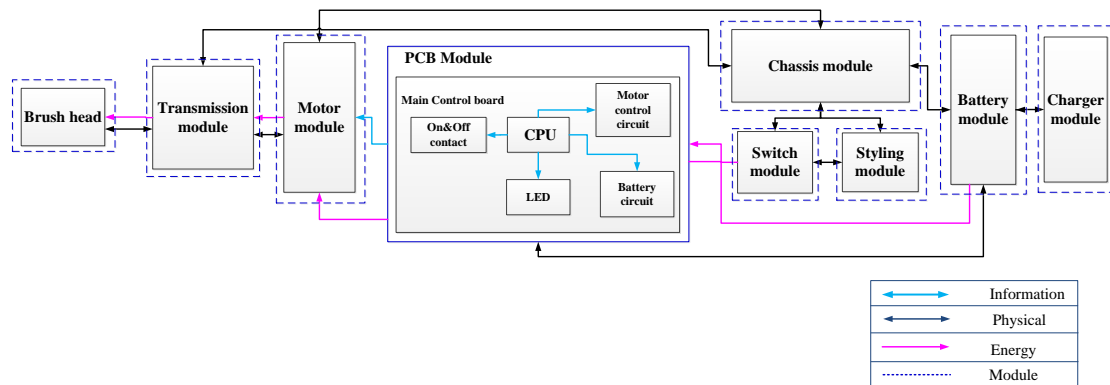 Brush head
Transmission
module
Motor
module
PCB Module
Main Control board
On&Off
contact
CPU
Motor
control
circuit
LED
Battery
circuit
Chassis module
Switch
module
Styling
module
Battery
module
Charger
module
Information
Physical
Energy
Module